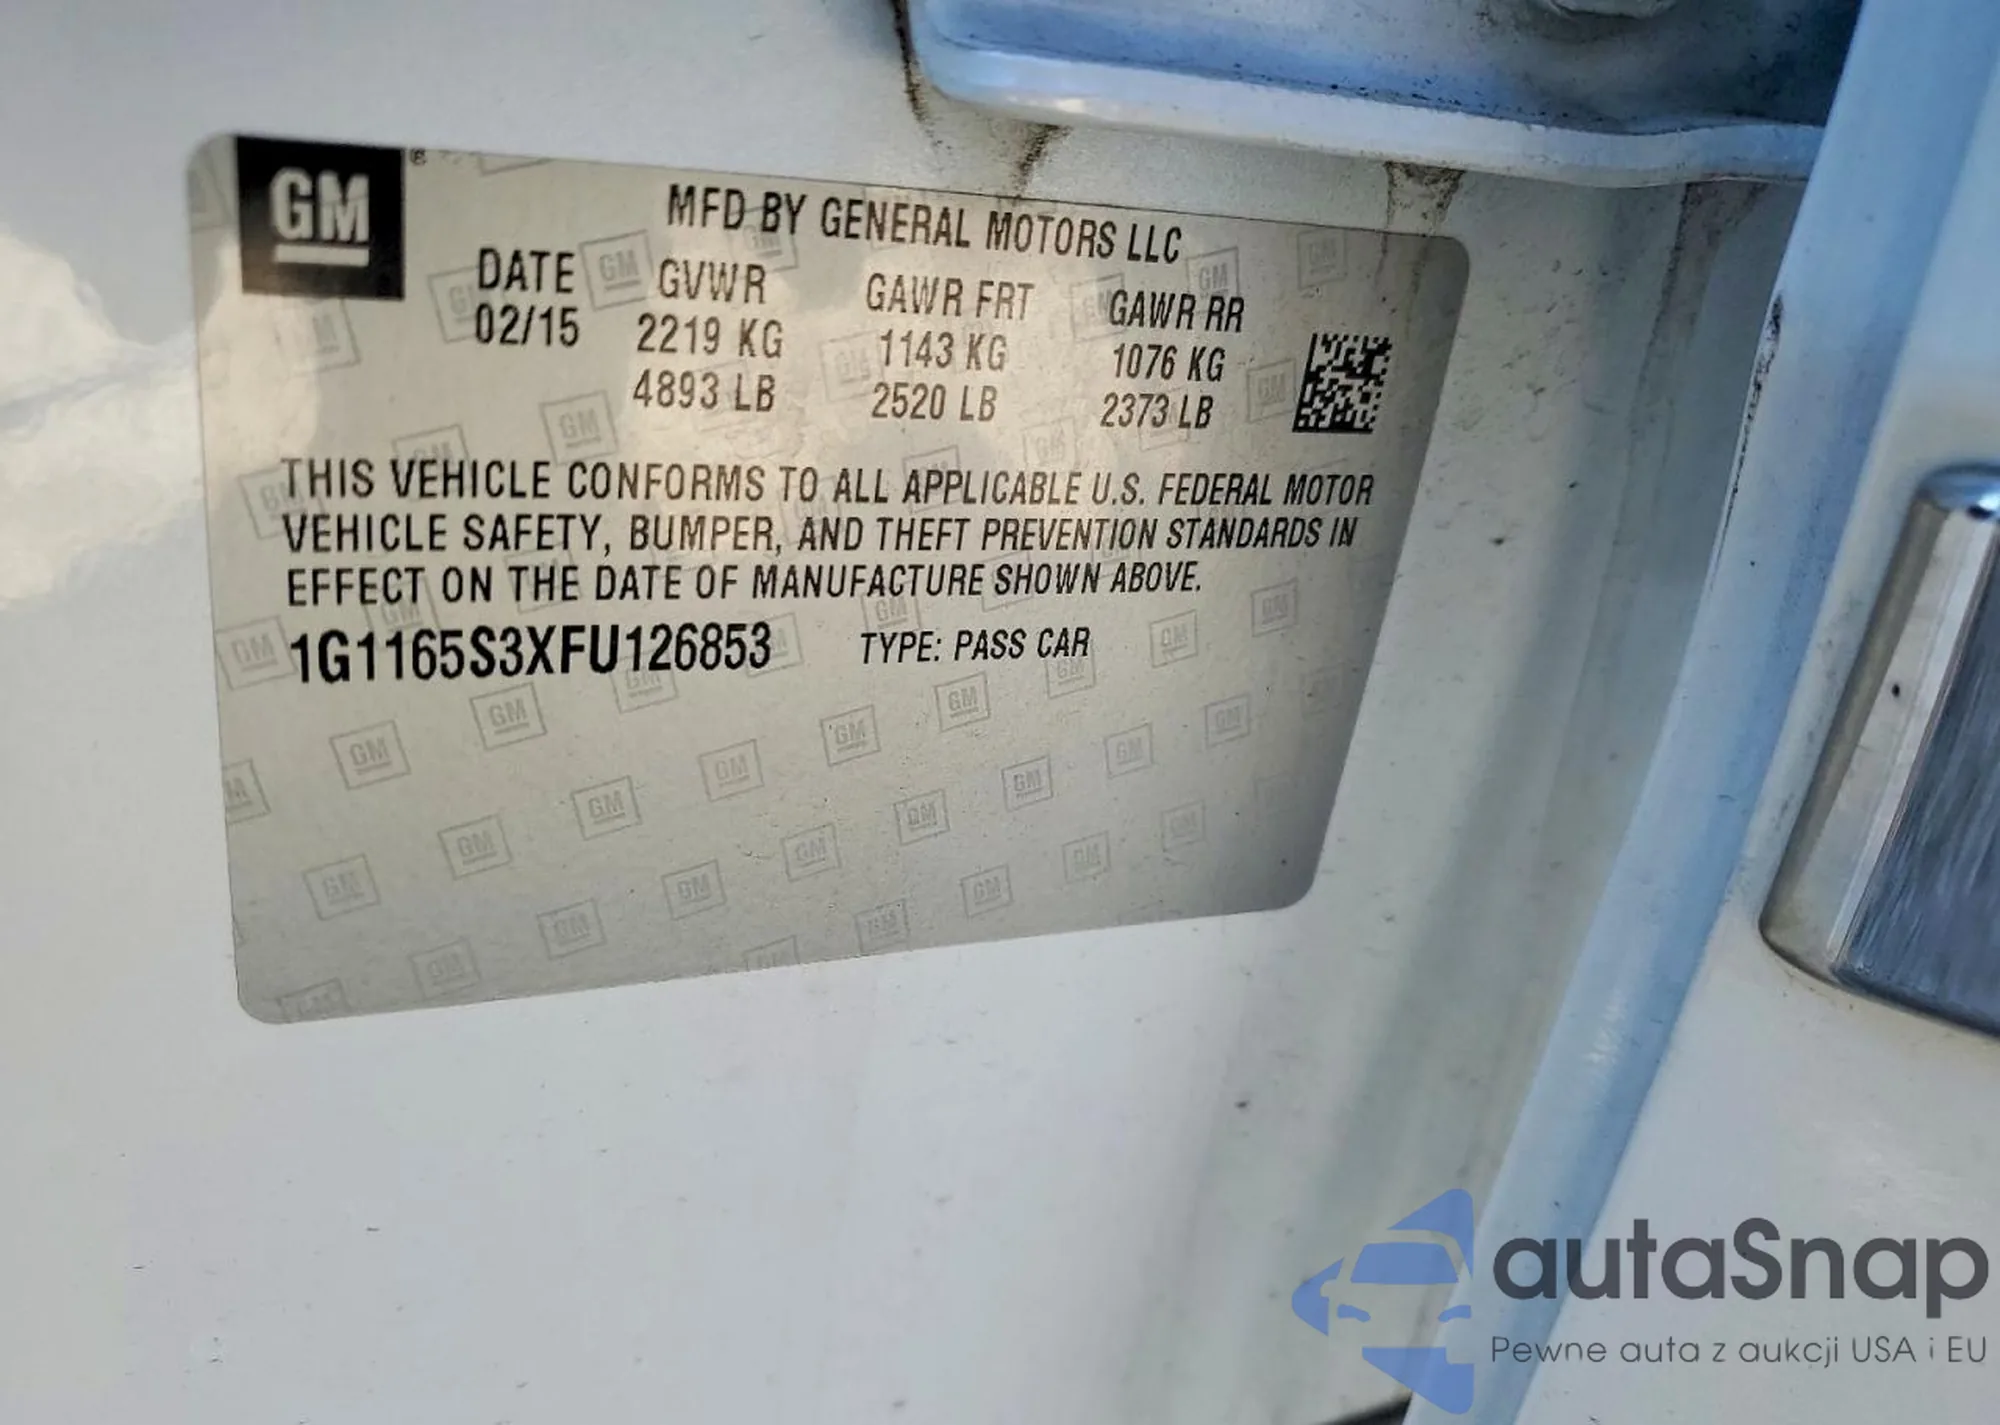 GM®
MFD BY GENERAL MOTORS LLC
DATE GVWR GAWR FRT GAWR RR
02/15 2219 KG 1143 KG 1076 KG
4893 LB 2520 LB 2373 LB
THIS VEHICLE CONFORMS TO ALL APPLICABLE U.S. FEDERAL MOTOR
VEHICLE SAFETY, BUMPER, AND THEFT PREVENTION STANDARDS IN
EFFECT ON THE DATE OF MANUFACTURE SHOWN ABOVE.
1G1165S3XFU126853 TYPE: PASS CAR
autaSnap
Pewne auta z aukcji USA i EU